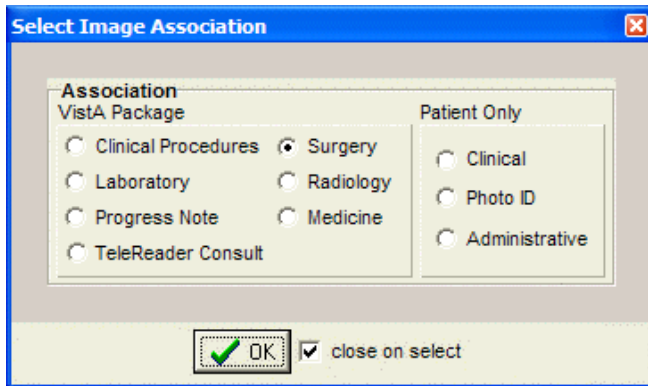 Select Image Association
Association
VistA Package
Patient Only
Clinical Procedures
Surgery
Laboratory
Radiology
Progress Note
Medicine
TeleReader Consult
Clinical
Photo ID
Administrative
OK
close on select